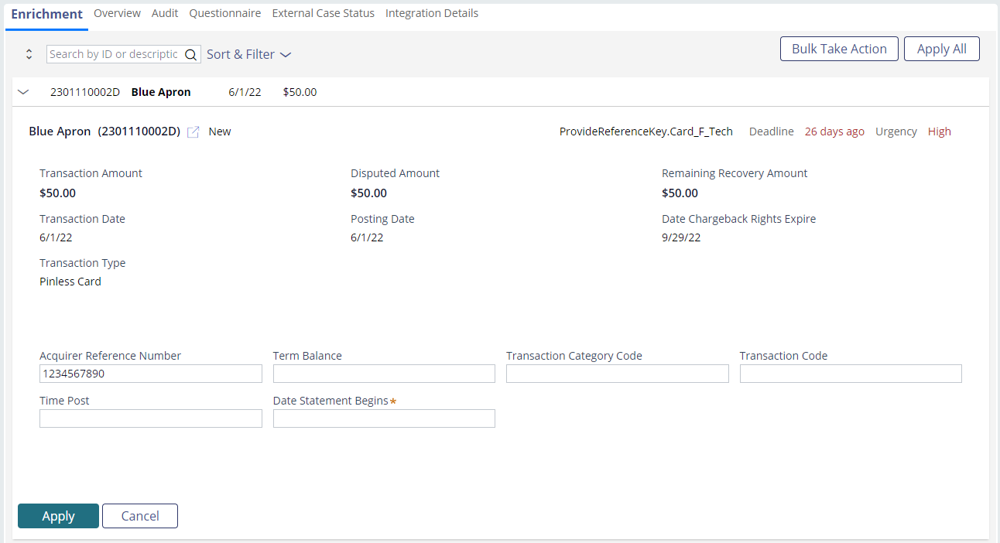 Enrichment Overview Audit Questionnaire External Case Status Integration Details
Search by ID or descriptic Sort & Filter Bulk Take Action Apply All
2301110002D Blue Apron 6/1/22 $50.00
Blue Apron (2301110002D) New ProvideReferenceKey.Card_F_Tech Deadline 26 days ago Urgency High
Transaction Amount Disputed Amount Remaining Recovery Amount
$50.00 $50.00 $50.00
Transaction Date Posting Date Date Chargeback Rights Expire
6/1/22 6/1/22 9/29/22
Transaction Type
Pinless Card
Acquirer Reference Number Term Balance Transaction Category Code Transaction Code
1234567890
Time Post Date Statement Begins*
Apply Cancel